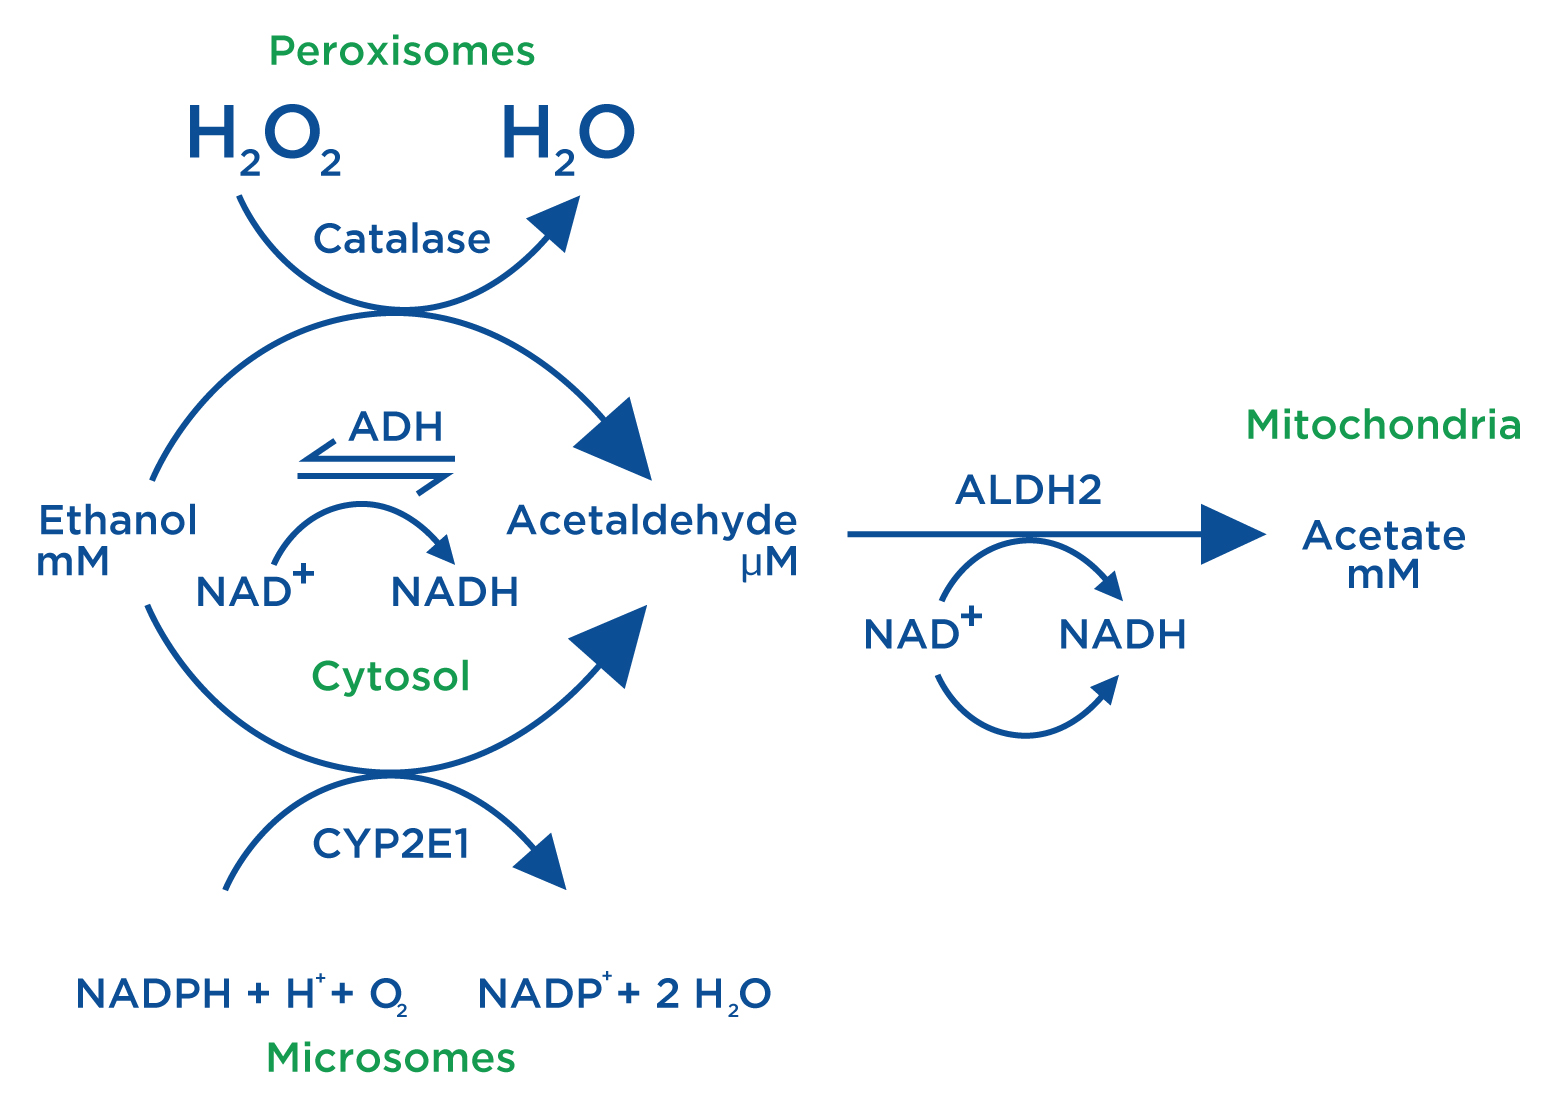 Peroxisomes
H₂O₂ H₂O
Catalase
ADH
Mitochondria
ALDH2
Ethanol
mM
Acetaldehyde
µM
Acetate
mM
NAD⁺ NADH
NAD⁺ NADH
Cytosol
CYP2E1
NADPH + H⁺ + O₂ NADP⁺ + 2 H₂O
Microsomes